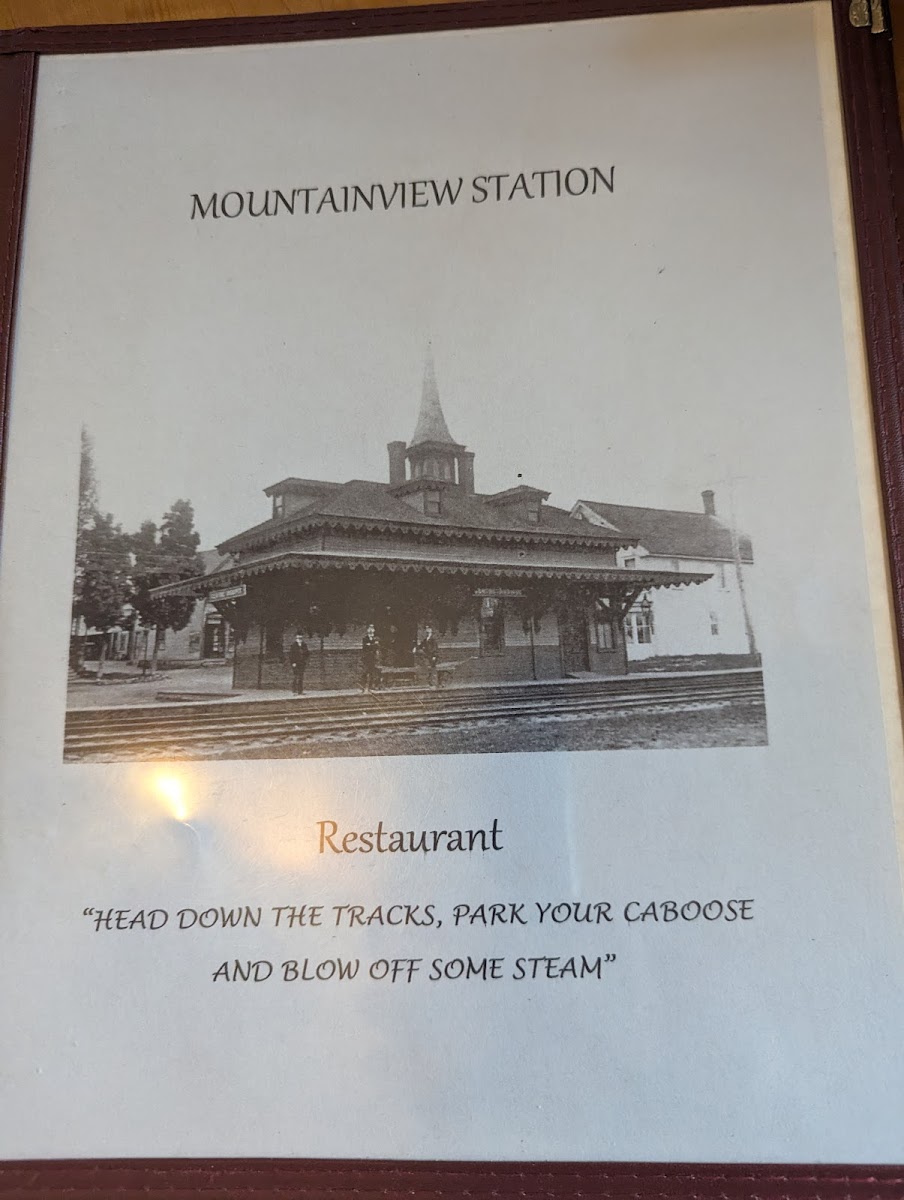 MOUNTAINVIEW STATION
Restaurant
“HEAD DOWN THE TRACKS, PARK YOUR CABOOSE
AND BLOW OFF SOME STEAM”